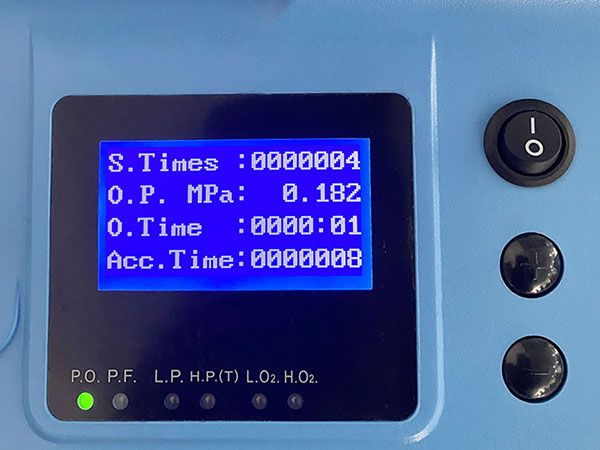 S.Times :0000004
O.P. MPa: 0.182
O.Time :0000:01
Acc.Time:0000008
P.O. P.F. L.P. H.P.(T) L.O₂. H.O₂.
I
O
+
-